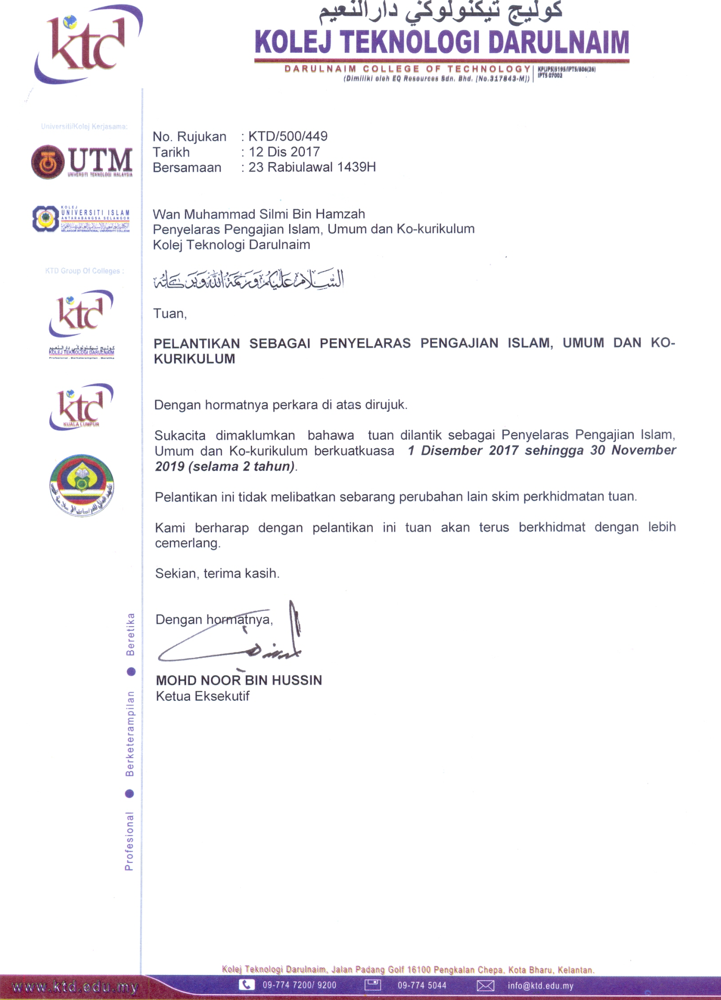 ktd
كوليج تيكنولوكي دارالنعيم
KOLEJ TEKNOLOGI DARULNAIM
DARULNAIM COLLEGE OF TECHNOLOGY
(Dimiliki oleh EQ Resources Sdn. Bhd. [No.317843-M])
KP(JPS)5195/IPTS/806(26)
IPTS 07002
Universiti/Kolej Kerjasama:
UTM
UNIVERSITI TEKNOLOGI MALAYSIA
KOLEJ
UNIVERSITI ISLAM
ANTARABANGSA SELANGOR
SELANGOR INTERNATIONAL UNIVERSITY COLLEGE
KTD Group Of Colleges :
ktd
كوليج تيكنولوكي دارالنعيم
KOLEJ TEKNOLOGI DARULNAIM
Profesional . Berketerampilan . Beretika
ktd
KUALA LUMPUR
Profesional ● Berketerampilan ● Beretika
No. Rujukan : KTD/500/449
Tarikh : 12 Dis 2017
Bersamaan : 23 Rabiulawal 1439H
Wan Muhammad Silmi Bin Hamzah
Penyelaras Pengajian Islam, Umum dan Ko-kurikulum
Kolej Teknologi Darulnaim
السَّلَامُ عَلَيْكُمْ وَرَحْمَةُ اللَّهِ وَبَرَكَاتُهُ
Tuan,
PELANTIKAN SEBAGAI PENYELARAS PENGAJIAN ISLAM, UMUM DAN KO-
KURIKULUM
Dengan hormatnya perkara di atas dirujuk.
Sukacita dimaklumkan bahawa tuan dilantik sebagai Penyelaras Pengajian Islam,
Umum dan Ko-kurikulum berkuatkuasa 1 Disember 2017 sehingga 30 November
2019 (selama 2 tahun).
Pelantikan ini tidak melibatkan sebarang perubahan lain skim perkhidmatan tuan.
Kami berharap dengan pelantikan ini tuan akan terus berkhidmat dengan lebih
cemerlang.
Sekian, terima kasih.
Dengan hormatnya,
MOHD NOOR BIN HUSSIN
Ketua Eksekutif
Kolej Teknologi Darulnaim, Jalan Padang Golf 16100 Pengkalan Chepa, Kota Bharu, Kelantan.
www.ktd.edu.my
09-774 7200/ 9200
09-774 5044
info@ktd.edu.my